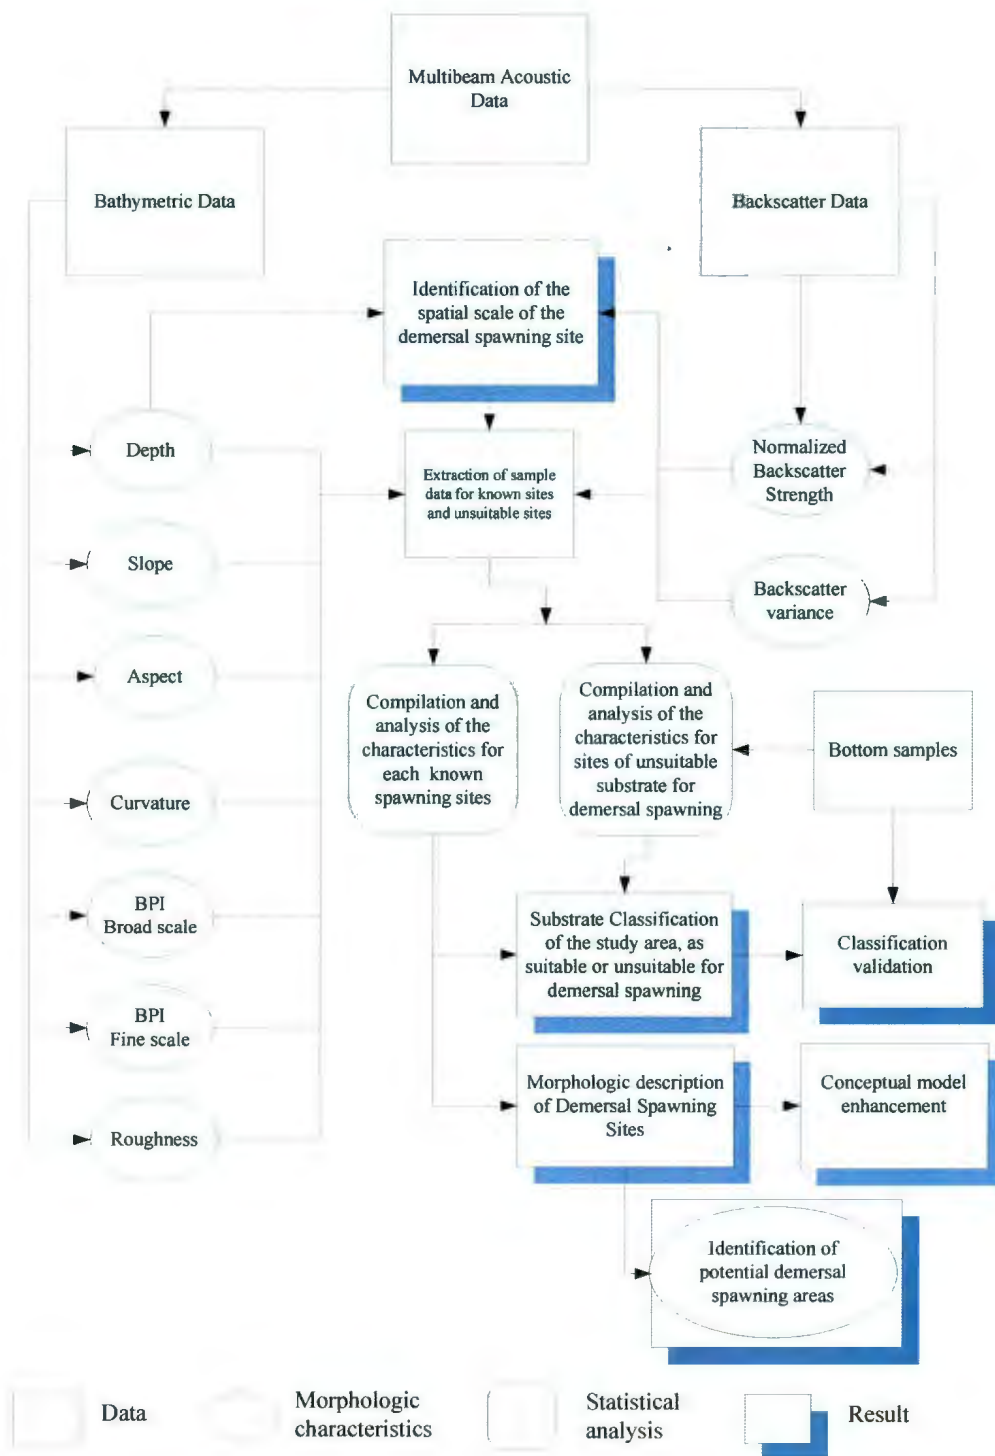 Multibeam Acoustic
Data
Bathymetric Data
Backscatter Data
Identification of the
spatial scale of the
demersal spawning site
Depth
Normalized
Backscatter
Strength
Extraction of sample
data for known sites
and unsuitable sites
Slope
Backscatter
variance
Aspect
Compilation and
analysis of the
characteristics for
each known
spawning sites
Compilation and
analysis of the
characteristics for
sites of unsuitable
substrate for
demersal spawning
Bottom samples
Curvature
BPI
Broad scale
Substrate Classification
of the study area, as
suitable or unsuitable for
demersal spawning
Classification
validation
BPI
Fine scale
Morphologic description
of Demersal Spawning
Sites
Conceptual model
enhancement
Roughness
Identification of
potential demersal
spawning areas
Data
Morphologic
characteristics
Statistical
analysis
Result